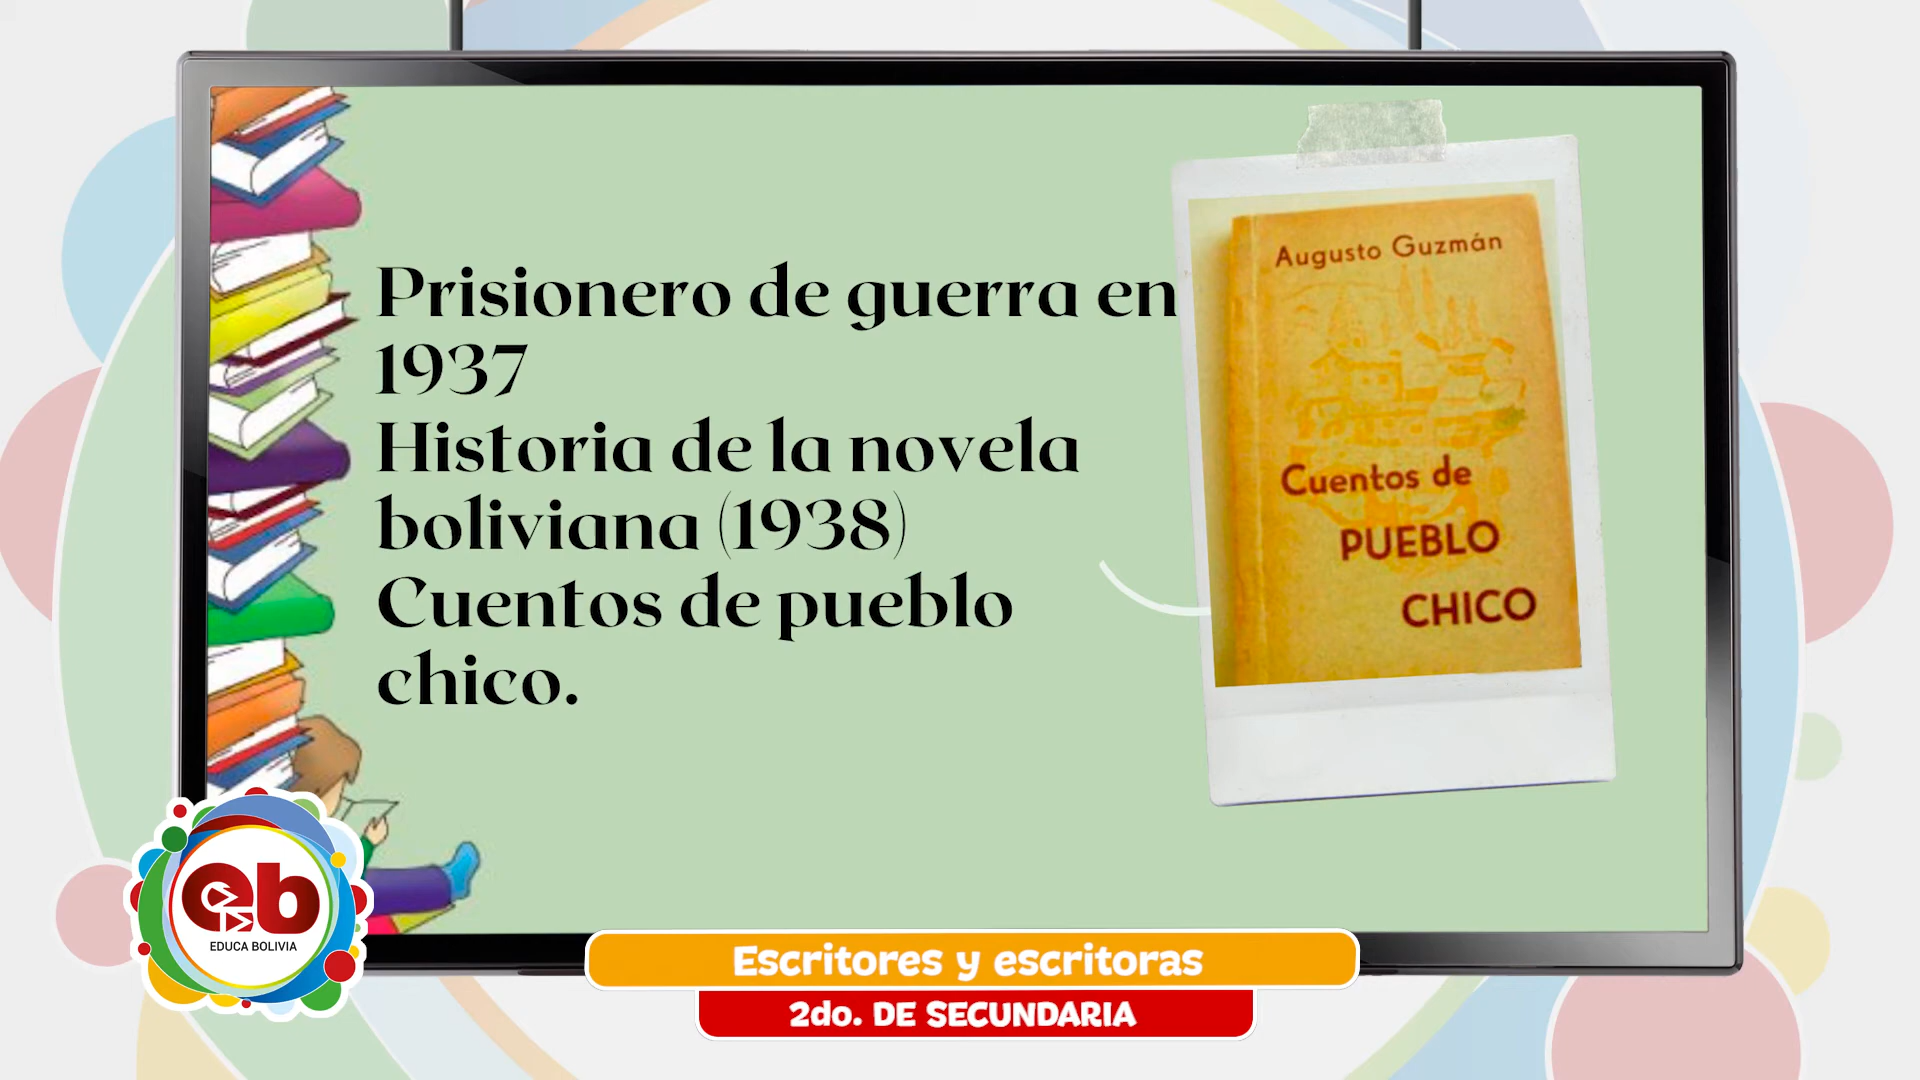 Prisionero de guerra en
1937
Historia de la novela
boliviana (1938)
Cuentos de pueblo
chico.
Augusto Guzmán
Cuentos de
PUEBLO
CHICO
eb
EDUCA BOLIVIA
Escritores y escritoras
2do. DE SECUNDARIA